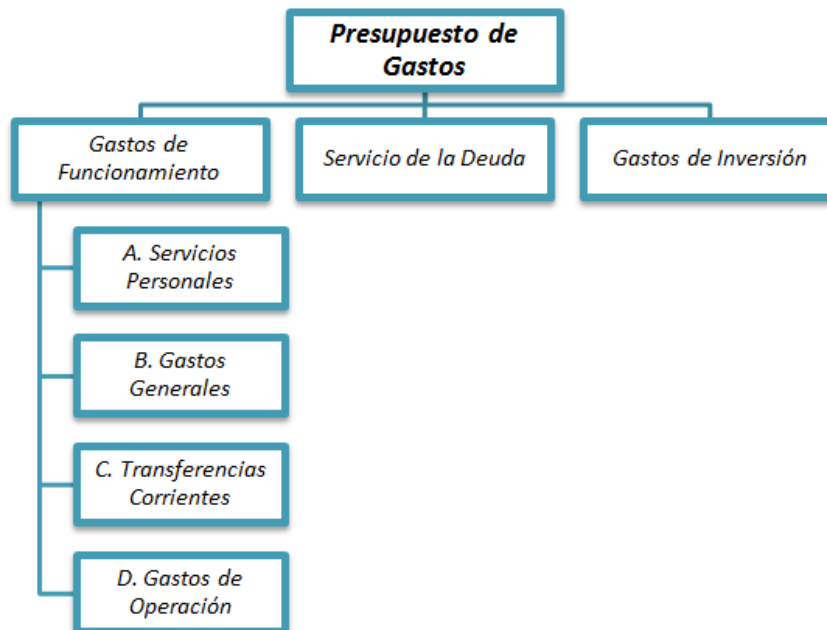 Presupuesto de
Gastos
Gastos de
Funcionamiento
Servicio de la Deuda
Gastos de Inversión
A. Servicios
Personales
B. Gastos
Generales
C. Transferencias
Corrientes
D. Gastos de
Operación